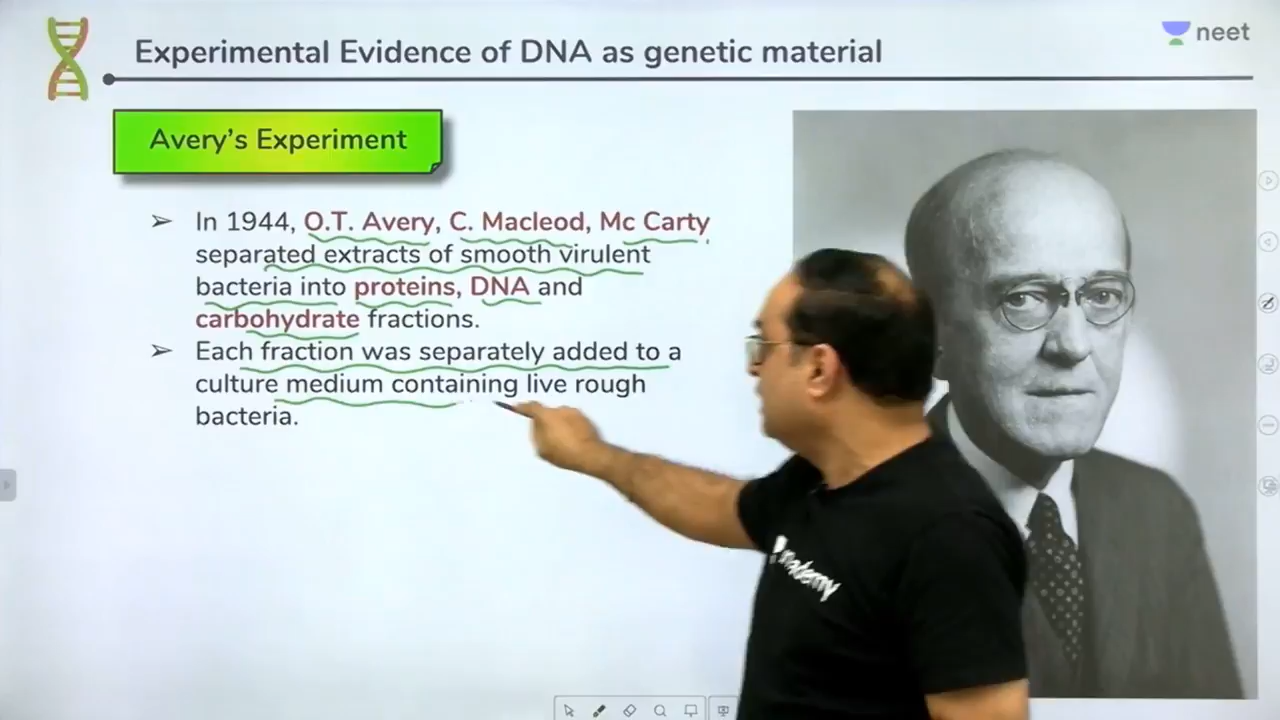 Experimental Evidence of DNA as genetic material
neet
Avery's Experiment
➢ In 1944, O.T. Avery, C. Macleod, Mc Carty
separated extracts of smooth virulent
bacteria into proteins, DNA and
carbohydrate fractions.
➢ Each fraction was separately added to a
culture medium containing live rough
bacteria.